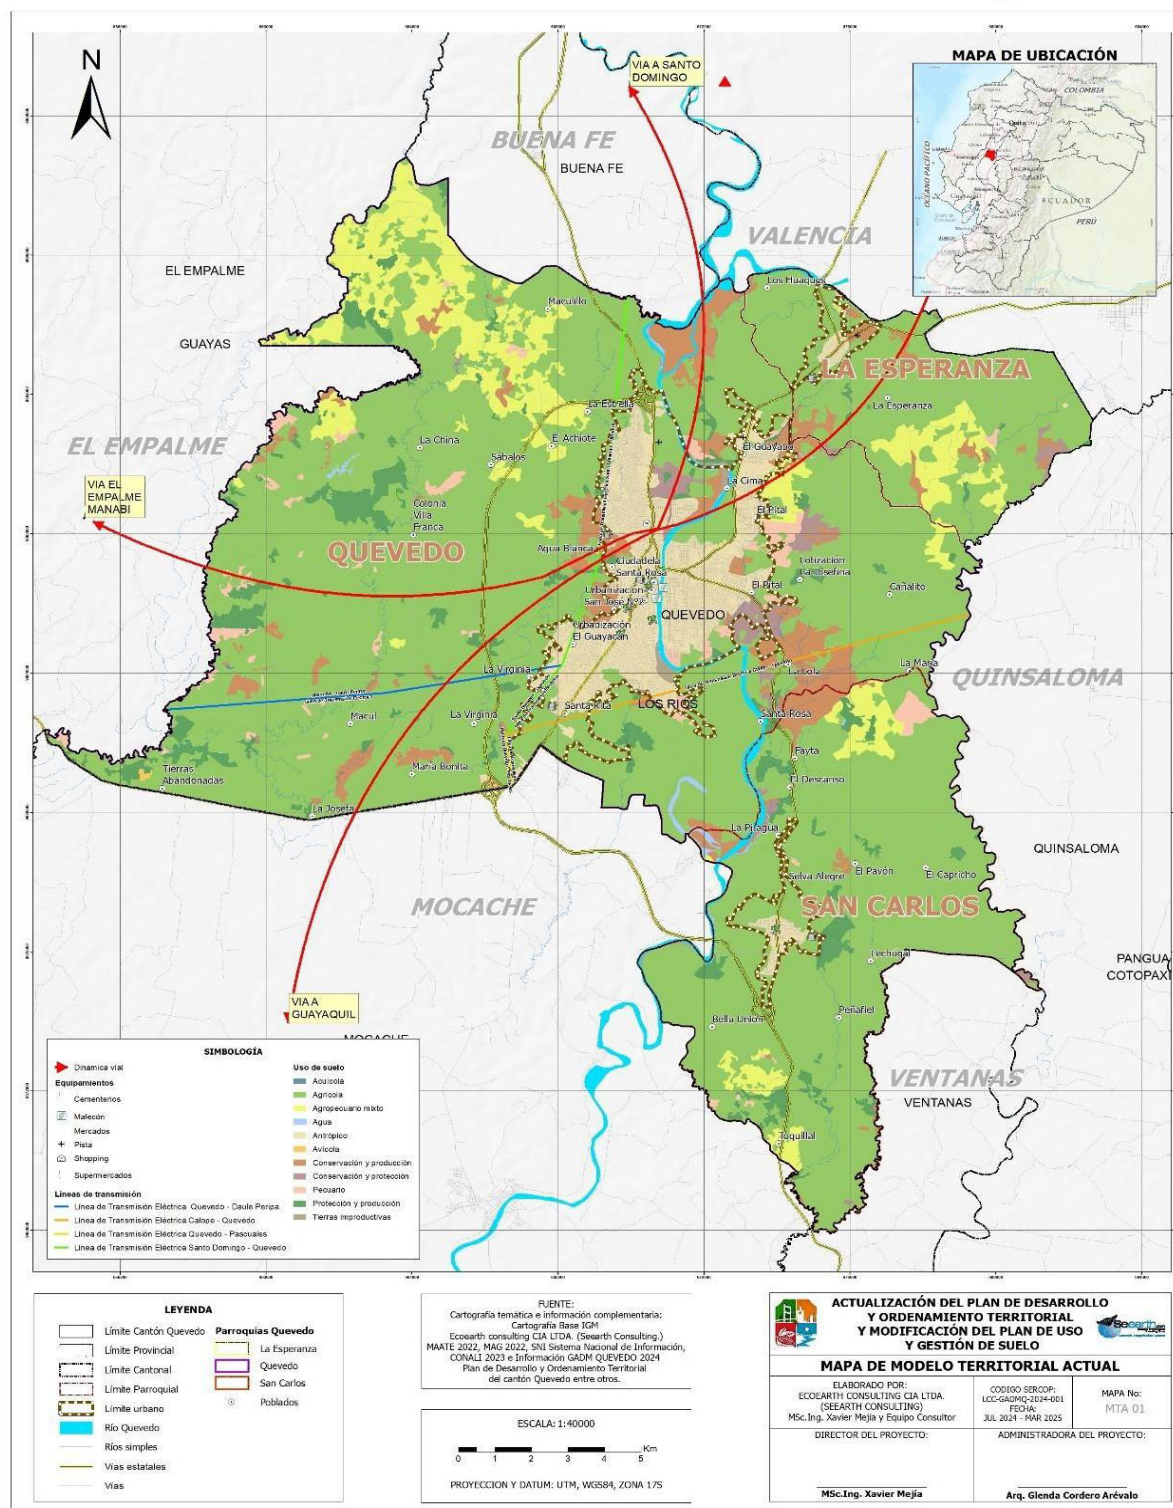 MAPA DE UBICACIÓN
COLOMBIA
Quito
OCÉANO PACÍFICO
Guayaquil
ECUADOR
PERÚ
N
VIA A SANTO
DOMINGO
BUENA FE
BUENA FE
VALENCIA
EL EMPALME
GUAYAS
EL EMPALME
VIA EL
EMPALME
MANABI
Los Huaques
Maculillo
LA ESPERANZA
La Esperanza
La Estrella
La China
E. Achiote
Sábalos
El Guayabo
La Cima
Colonia
Villa
Franca
El Pital
QUEVEDO
Agua Blanca
Ciudadela
Santa Rosa
Lotización
La Josefina
Cañalito
Urbanización
San Jose
El Pital
QUEVEDO
Urbanización
El Guayacán
La Virginia
La Lola
La María
QUINSALOMA
Santa Rita
LOS RIOS
Macul
La Virginia
Santa Rosa
Fayta
Tierras
Abandonadas
María Bonita
El Descanso
La Josefa
La Piragua
QUINSALOMA
Selva Alegre
El Pavón
El Capricho
MOCACHE
SAN CARLOS
Lechugal
PANGUA
COTOPAXI
VIA A
GUAYAQUIL
Bella Unión
Peñafiel
MOCACHE
VENTANAS
VENTANAS
Toquillal
SIMBOLOGÍA
Dinamica vial
Equipamientos
Cementerios
Malecón
Mercados
Pista
Shopping
Supermercados
Líneas de transmisión
Línea de Transmisión Eléctrica Quevedo - Daule Peripa
Línea de Transmisión Eléctrica Calope - Quevedo
Línea de Transmisión Eléctrica Quevedo - Pascuales
Línea de Transmisión Eléctrica Santo Domingo - Quevedo
Uso de suelo
Acuícola
Agrícola
Agropecuario mixto
Agua
Antrópico
Avícola
Conservación y producción
Conservación y protección
Pecuario
Protección y producción
Tierras improductivas
LEYENDA
Límite Cantón Quevedo
Límite Provincial
Límite Cantonal
Límite Parroquial
Límite urbano
Río Quevedo
Ríos simples
Vías estatales
Vías
Parroquias Quevedo
La Esperanza
Quevedo
San Carlos
Poblados
FUENTE:
Cartografía temática e información complementaria:
Cartografía Base IGM
Ecoearth consulting CIA LTDA. (Seearth Consulting.)
MAATE 2022, MAG 2022, SNI Sistema Nacional de Información,
CONALI 2023 e Información GADM QUEVEDO 2024
Plan de Desarrollo y Ordenamiento Territorial
del cantón Quevedo entre otros.
ESCALA: 1:40000
0 1 2 3 4 5 Km
PROYECCION Y DATUM: UTM, WGS84, ZONA 17S
ACTUALIZACIÓN DEL PLAN DE DESARROLLO
Y ORDENAMIENTO TERRITORIAL
Y MODIFICACIÓN DEL PLAN DE USO
Y GESTIÓN DE SUELO
Seearth
MAPA DE MODELO TERRITORIAL ACTUAL
ELABORADO POR:
ECOEARTH CONSULTING CIA LTDA.
(SEEARTH CONSULTING)
MSc.Ing. Xavier Mejía y Equipo Consultor
CODIGO SERCOP:
LCC-GADMQ-2024-001
FECHA:
JUL 2024 - MAR 2025
MAPA No:
MTA 01
DIRECTOR DEL PROYECTO:
MSc.Ing. Xavier Mejía
ADMINISTRADORA DEL PROYECTO:
Arq. Glenda Cordero Arévalo